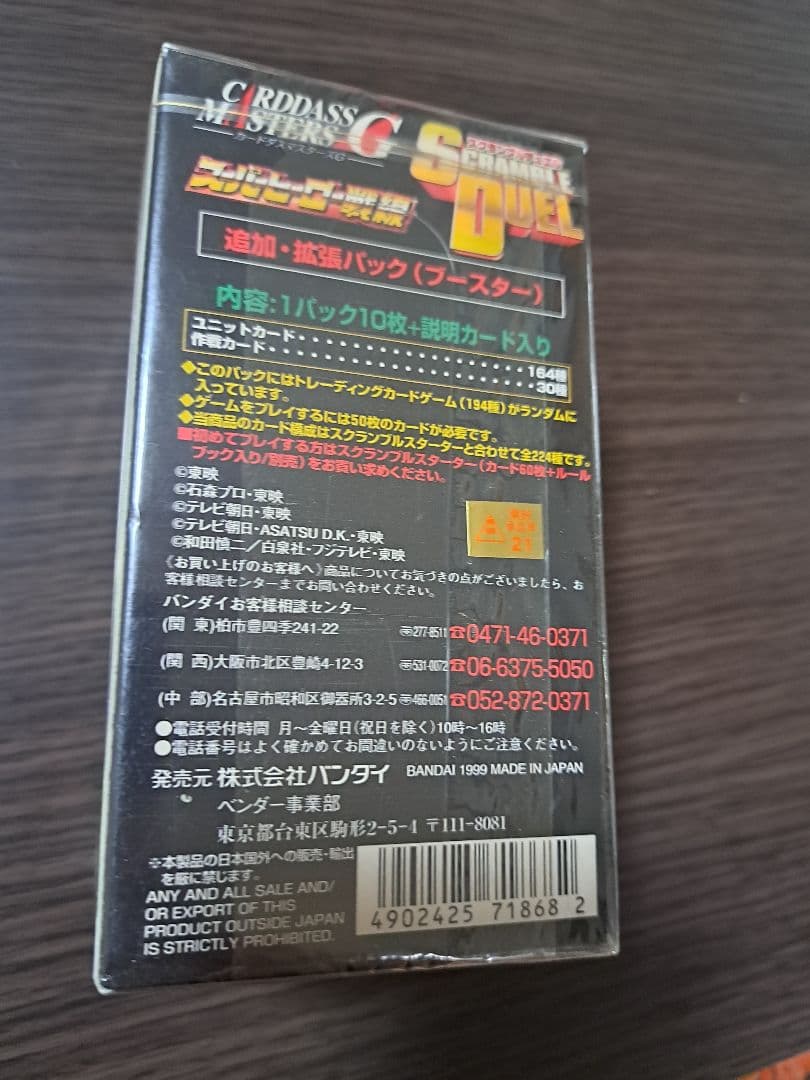 CARDDASS
MASTERS G
カードダスマスターズG
スクランブルデュエル
SCRAMBLE
DUEL
スーパーヒーロー戦線
追加・拡張パック(ブースター)
内容:1パック10枚+説明カード入り
ユニットカード・・・・・・・・・・・・・・・・・・164種
作戦カード・・・・・・・・・・・・・・・・・・・・30種
◆このパックにはトレーディングカードゲーム(194種)がランダムに
入っています。
◆ゲームをプレイするには50枚のカードが必要です。
◆当商品のカード構成はスクランブルスターターと合わせて全224種です。
■初めてプレイする方はスクランブルスターター(カード60枚+ルール
ブック入り/別売)をお買い求めください。
©東映
©石森プロ・東映
©テレビ朝日・東映
©テレビ朝日・ASATSU D.K.・東映
©和田慎二/白泉社・フジテレビ・東映
21
《お買い上げのお客様へ》商品についてお気づきの点がございましたら、お
客様相談センターまでお問い合わせください。
バンダイお客様相談センター
(関 東)柏市豊四季241-22 〒277-8511 ☎0471-46-0371
(関 西)大阪市北区豊崎4-12-3 〒531-0072 ☎06-6375-5050
(中 部)名古屋市昭和区御器所3-2-5 〒466-0051 ☎052-872-0371
●電話受付時間 月〜金曜日(祝日を除く)10時〜16時
●電話番号はよく確かめてお間違いのないようにご注意ください。
発売元 株式会社バンダイ BANDAI 1999 MADE IN JAPAN
ベンダー事業部
東京都台東区駒形2-5-4 〒111-8081
※本製品の日本国外への販売・輸出
を厳に禁じます。
ANY AND ALL SALE AND/
OR EXPORT OF THIS
PRODUCT OUTSIDE JAPAN
IS STRICTLY PROHIBITED.
4902425 718682